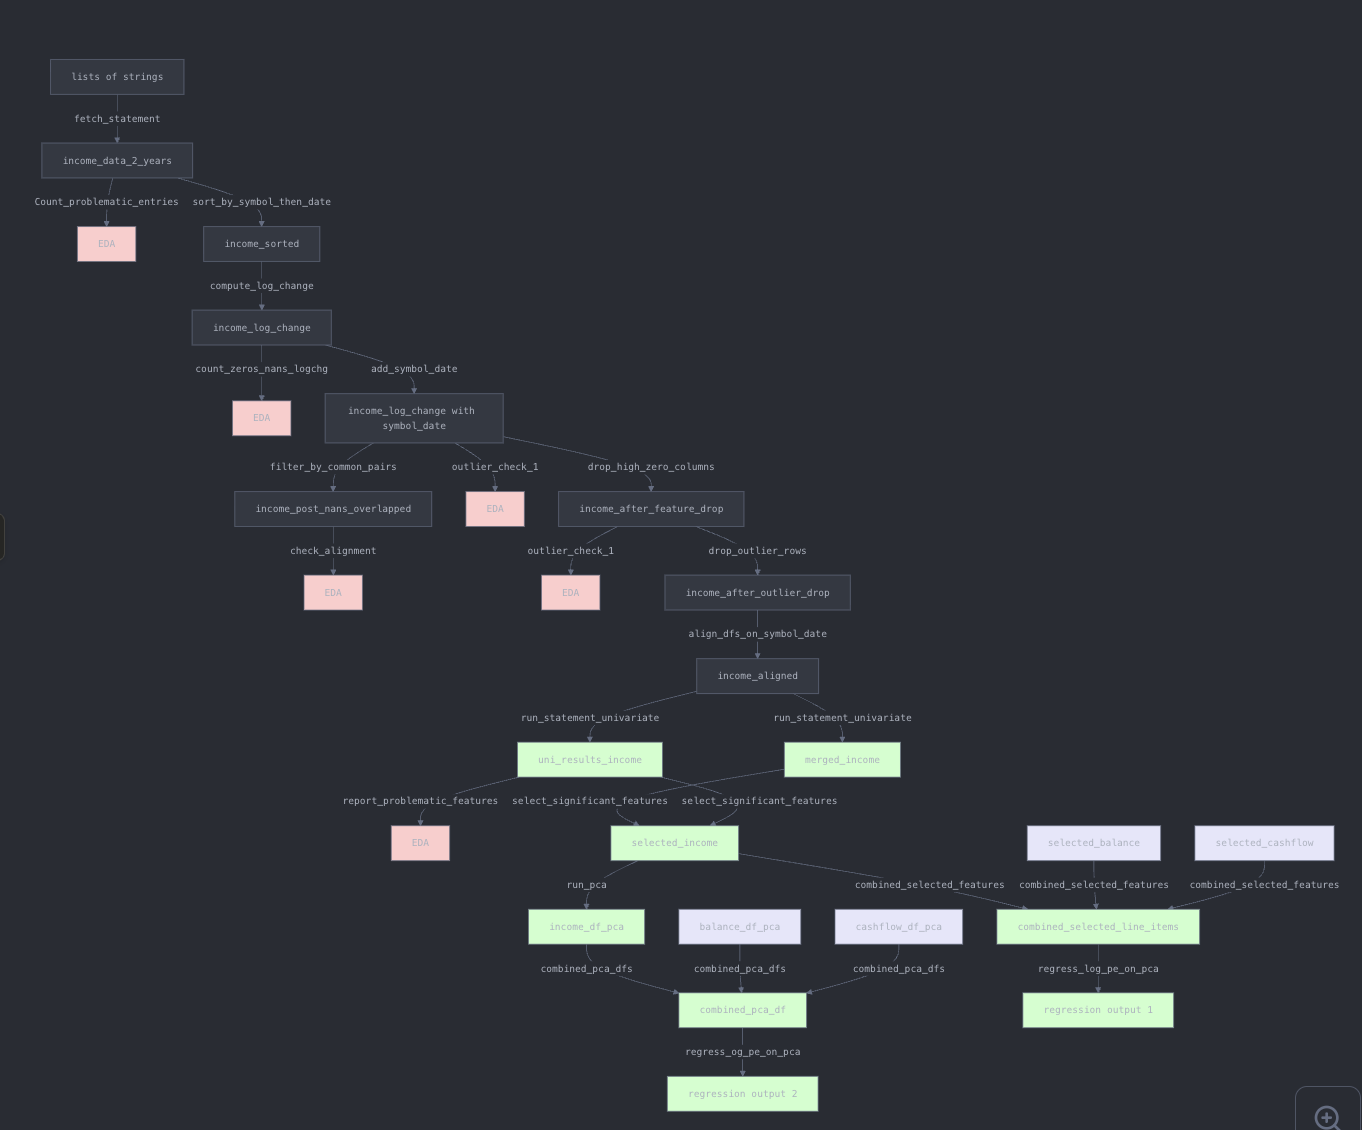 lists of strings
fetch_statement
income_data_2_years
Count_problematic_entries
sort_by_symbol_then_date
EDA
income_sorted
compute_log_change
income_log_change
count_zeros_nans_logchg
add_symbol_date
EDA
income_log_change with
symbol_date
filter_by_common_pairs
outlier_check_1
drop_high_zero_columns
income_post_nans_overlapped
EDA
income_after_feature_drop
check_alignment
outlier_check_1
drop_outlier_rows
EDA
EDA
income_after_outlier_drop
align_dfs_on_symbol_date
income_aligned
run_statement_univariate
run_statement_univariate
uni_results_income
merged_income
report_problematic_features
select_significant_features
select_significant_features
EDA
selected_income
selected_balance
selected_cashflow
run_pca
combined_selected_features
combined_selected_features
combined_selected_features
income_df_pca
balance_df_pca
cashflow_df_pca
combined_selected_line_items
combined_pca_dfs
combined_pca_dfs
combined_pca_dfs
regress_log_pe_on_pca
combined_pca_df
regression output 1
regress_og_pe_on_pca
regression output 2